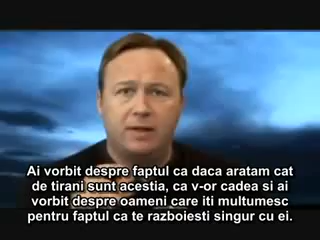 Ai vorbit despre faptul ca daca aratam cat
de tirani sunt acestia, ca v-or cadea si ai
vorbit despre oameni care iti multumesc
pentru faptul ca te razboiesti singur cu ei.